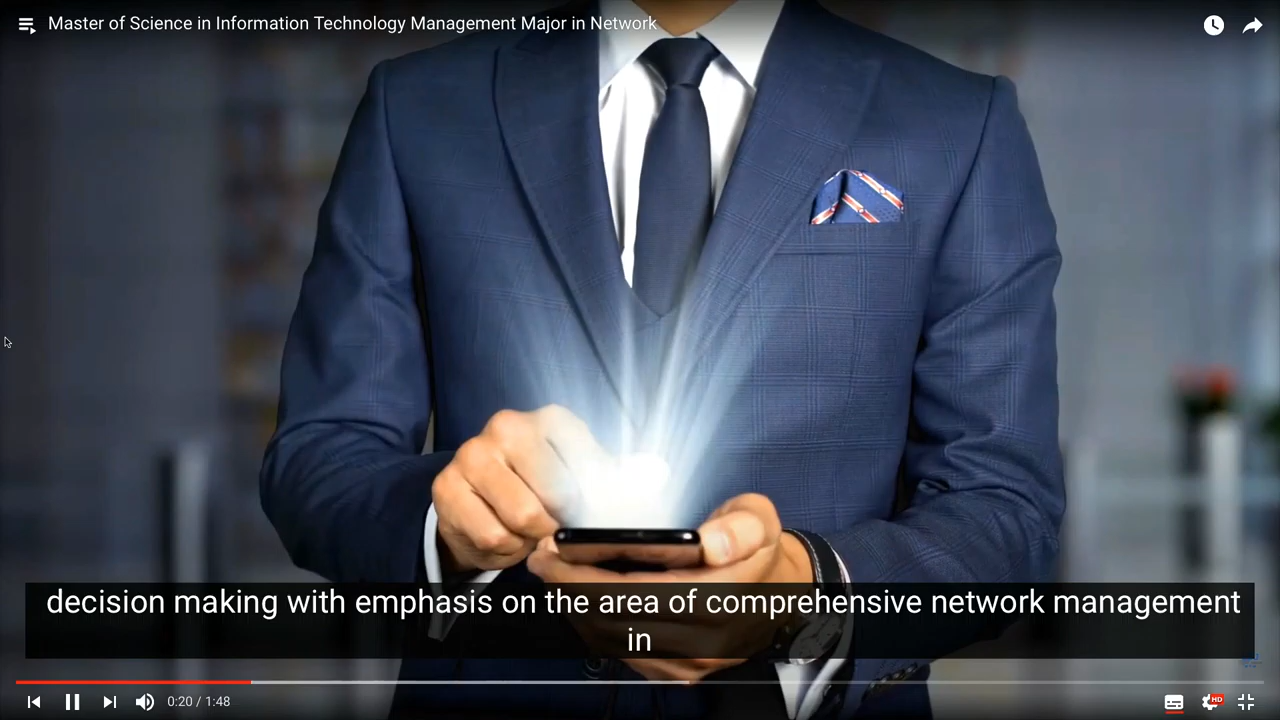 Master of Science in Information Technology Management Major in Network
decision making with emphasis on the area of comprehensive network management
in
0:20 / 1:48
HD